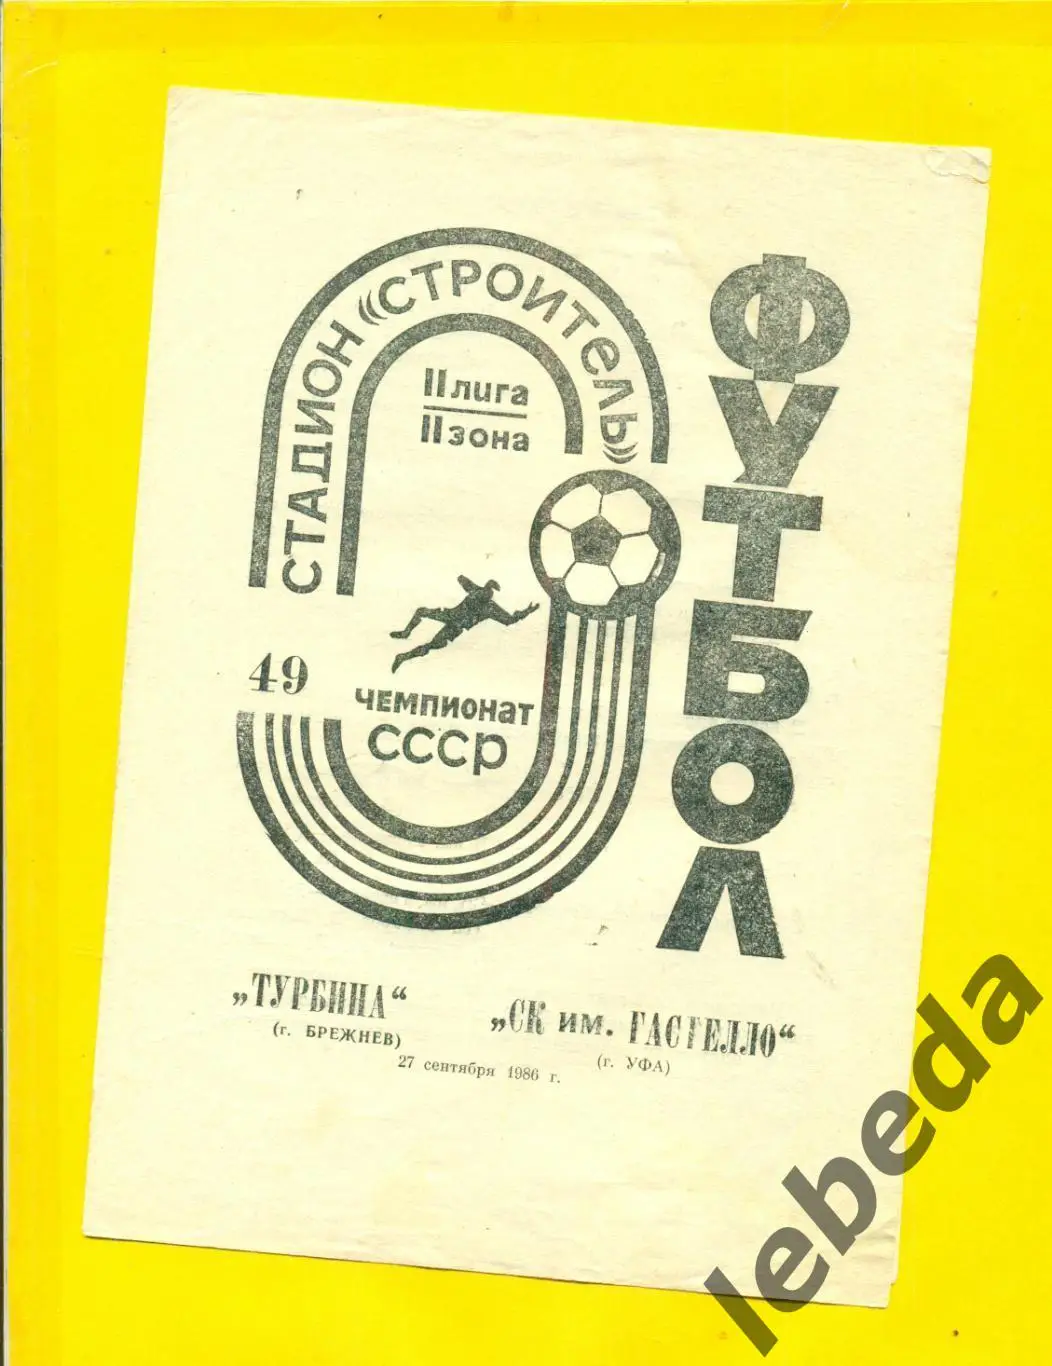 СТАДИОН «СТРОИТЕЛЬ»
II лига
II зона
ФУТБОЛ
49
ЧЕМПИОНАТ
СССР
„ТУРБИНА“
(г. БРЕЖНЕВ)
„СК им. ГАСТЕЛЛО“
(г. УФА)
27 сентября 1986 г.
lebeda